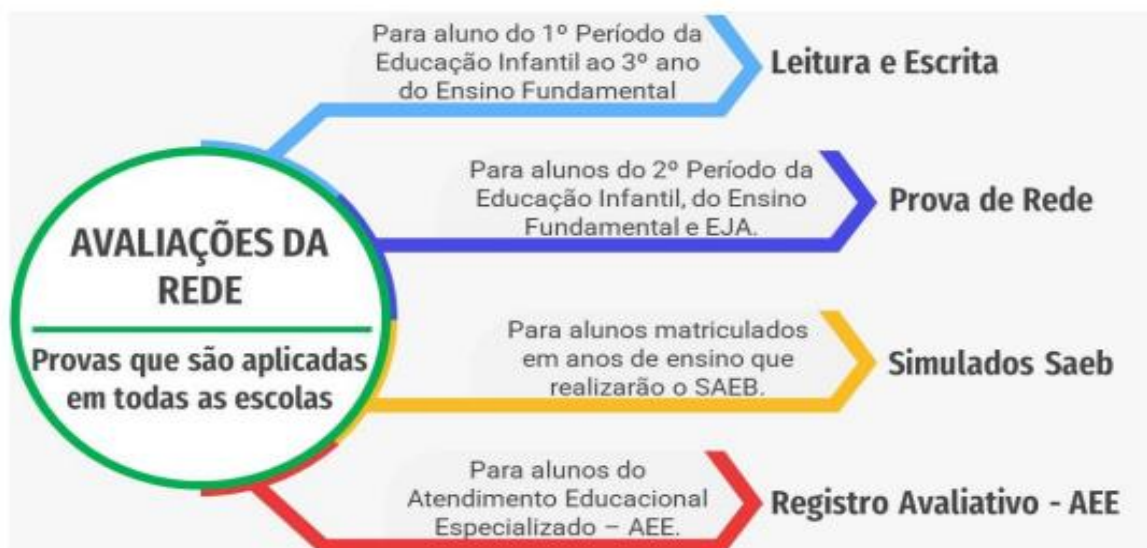 AVALIAÇÕES DA
REDE
Provas que são aplicadas
em todas as escolas
Para aluno do 1º Período da
Educação Infantil ao 3º ano
do Ensino Fundamental
Leitura e Escrita
Para alunos do 2º Período da
Educação Infantil, do Ensino
Fundamental e EJA.
Prova de Rede
Para alunos matriculados
em anos de ensino que
realizarão o SAEB.
Simulados Saeb
Para alunos do
Atendimento Educacional
Especializado – AEE.
Registro Avaliativo - AEE